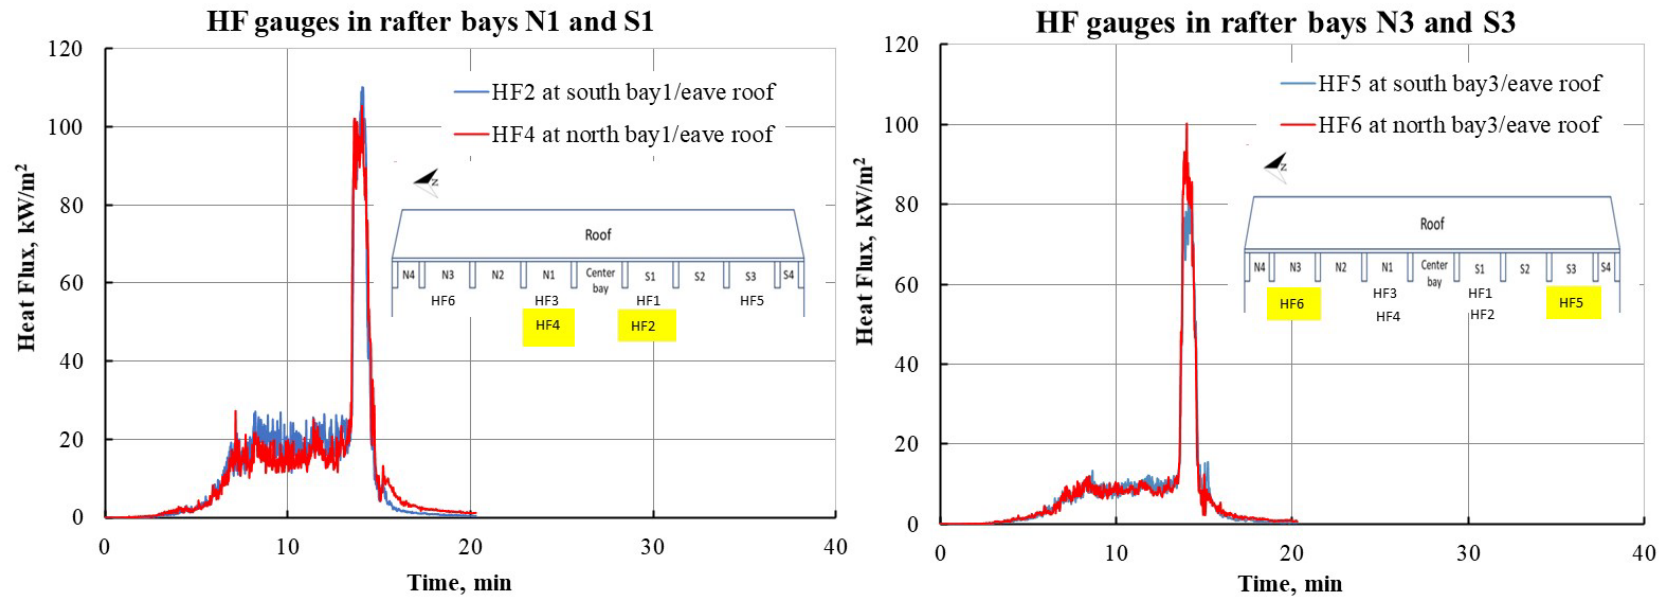 HF gauges in rafter bays N1 and S1
120
100
80
60
40
20
0
0 10 20 30 40
Heat Flux, kW/m²
Time, min
HF2 at south bay1/eave roof
HF4 at north bay1/eave roof
Z
Roof
N4 N3 N2 N1 Center bay S1 S2 S3 S4
HF6 HF3 HF1 HF5
HF4 HF2
HF gauges in rafter bays N3 and S3
120
100
80
60
40
20
0
0 10 20 30 40
Heat Flux, kW/m²
Time, min
HF5 at south bay3/eave roof
HF6 at north bay3/eave roof
Z
Roof
N4 N3 N2 N1 Center bay S1 S2 S3 S4
HF6 HF3 HF1 HF5
HF4 HF2